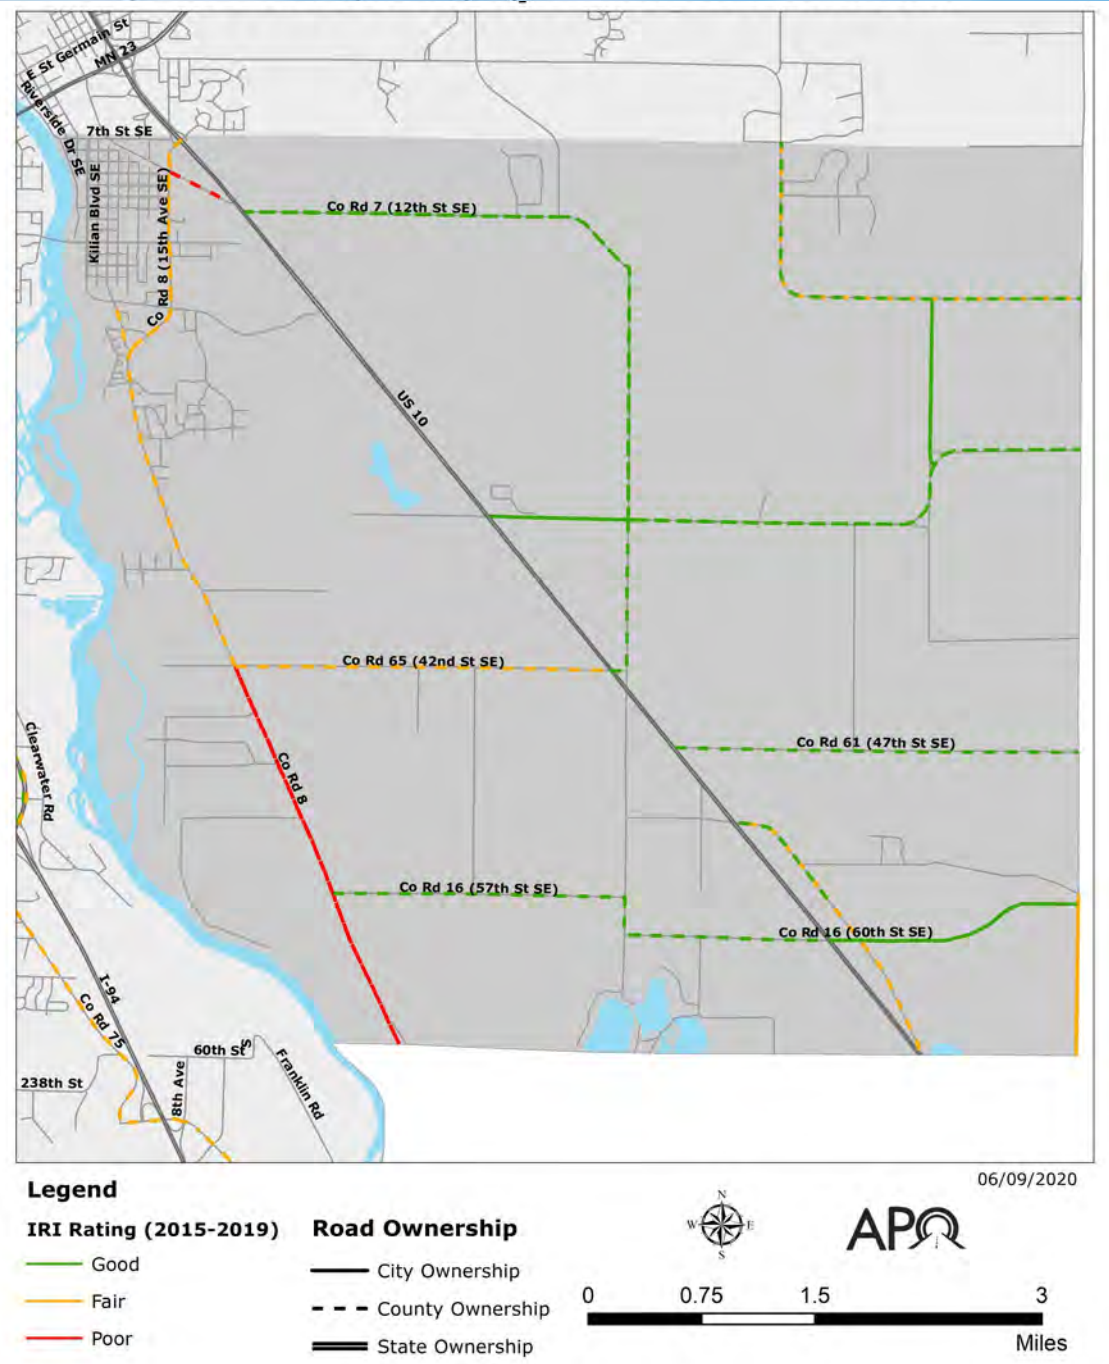 E St Germain St
MN 23
Riverside Dr SE
7th St SE
Kilian Blvd SE
Co Rd 8 (15th Ave SE)
Co Rd 7 (12th St SE)
US 10
Co Rd 65 (42nd St SE)
Co Rd 61 (47th St SE)
Co Rd 8
Clearwater Rd
Co Rd 16 (57th St SE)
Co Rd 16 (60th St SE)
I-94
Co Rd 75
60th St S
Franklin Rd
8th Ave
238th St
06/09/2020
Legend
IRI Rating (2015-2019)
Good
Fair
Poor
Road Ownership
City Ownership
County Ownership
State Ownership
N
W E
S
APO
0 0.75 1.5 3
Miles